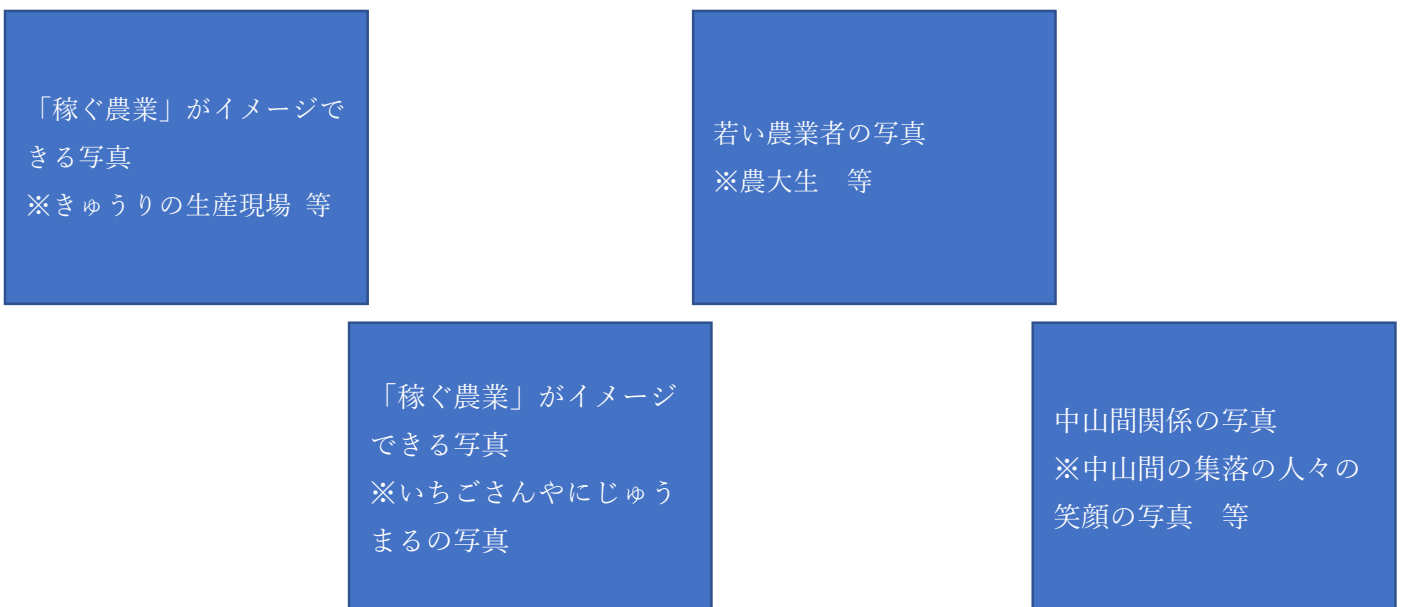 「稼ぐ農業」がイメージで
きる写真
※きゅうりの生産現場 等
若い農業者の写真
※農大生　等
「稼ぐ農業」がイメージ
できる写真
※いちごさんやにじゅう
まるの写真
中山間関係の写真
※中山間の集落の人々の
笑顔の写真　等